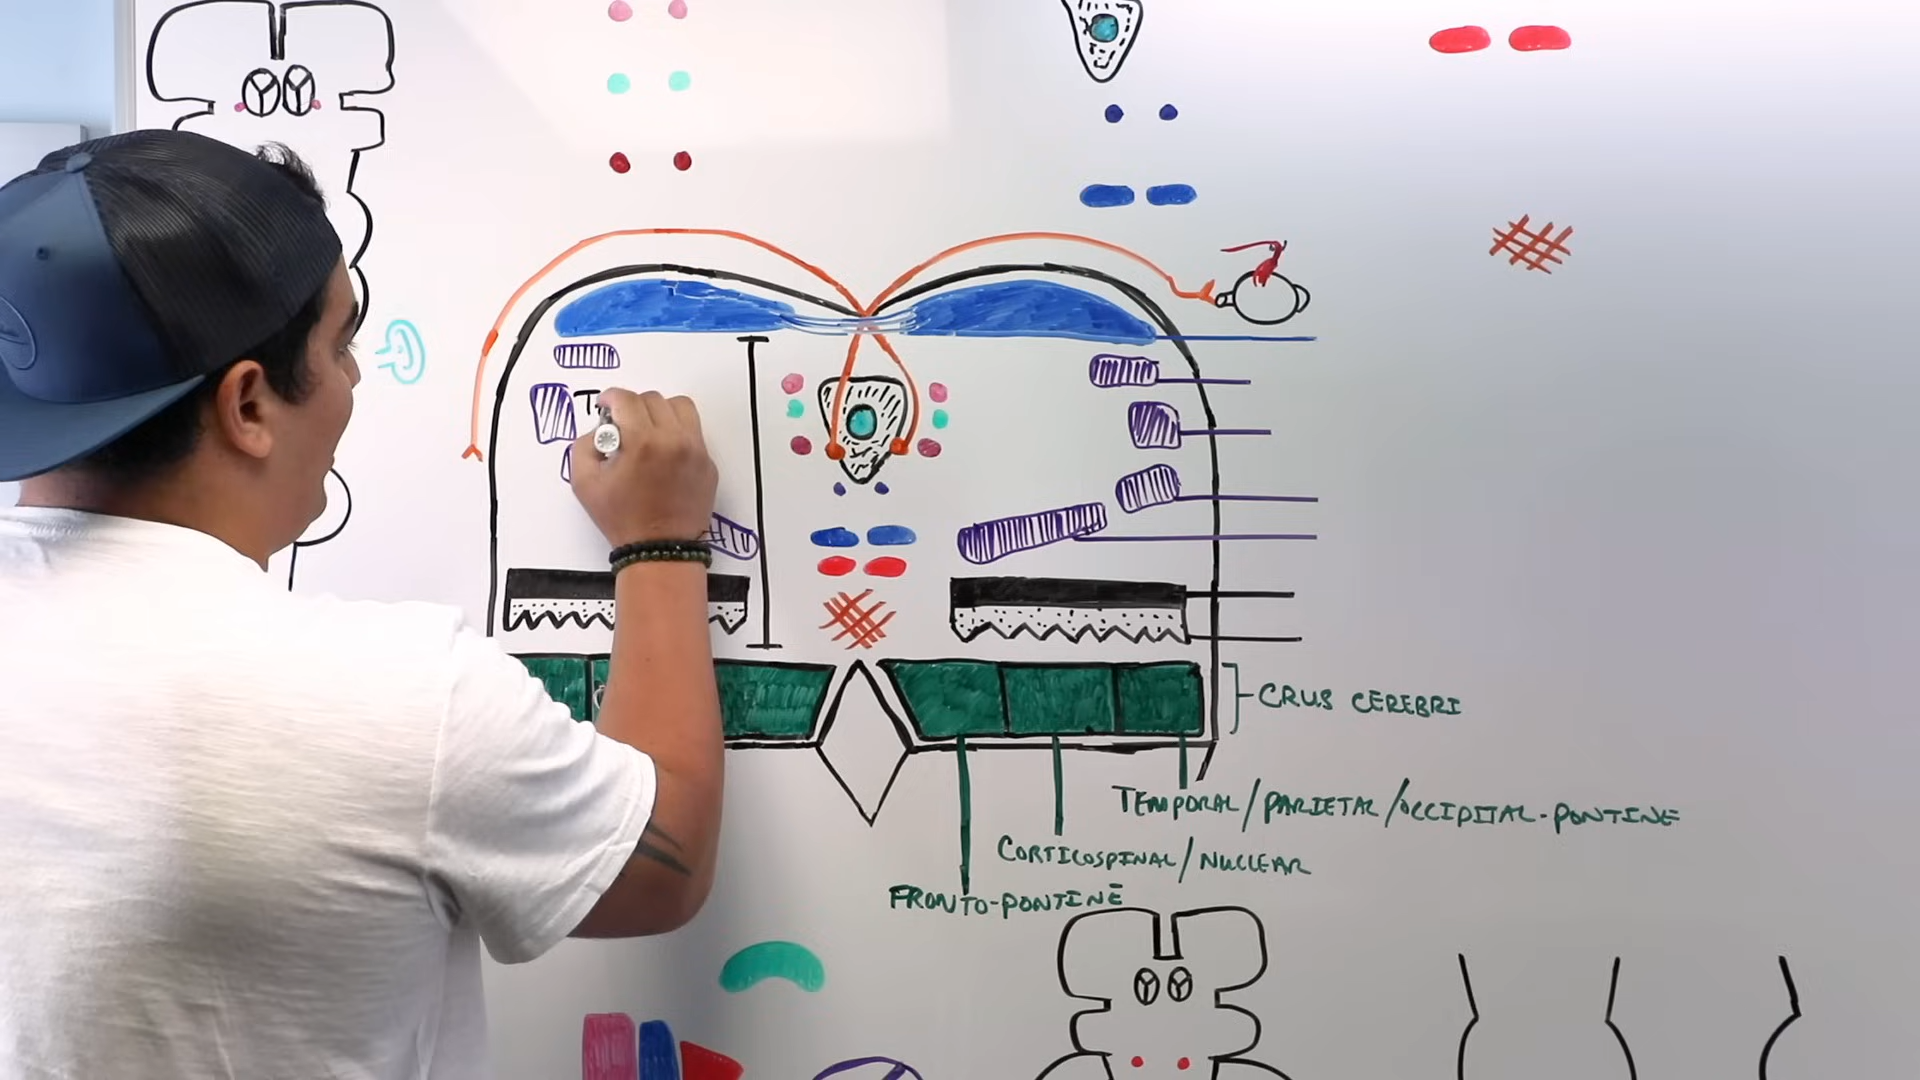 T
CRUS CEREBRI
TEMPORAL/PARIETAL/OCCIPITAL-PONTINE
CORTICOSPINAL/NUCLEAR
FRONTO-PONTINE